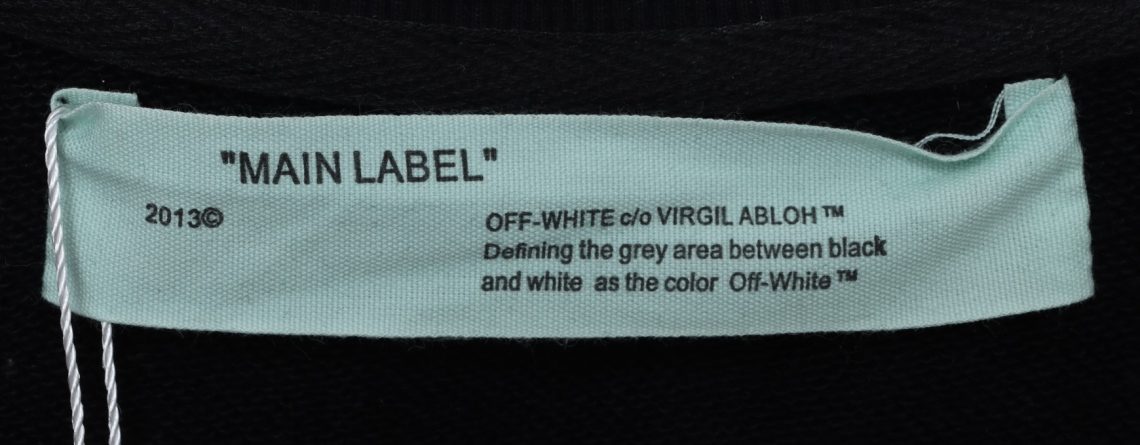 "MAIN LABEL"
2013©
OFF-WHITE c/o VIRGIL ABLOH ™
Defining the grey area between black
and white as the color Off-White ™